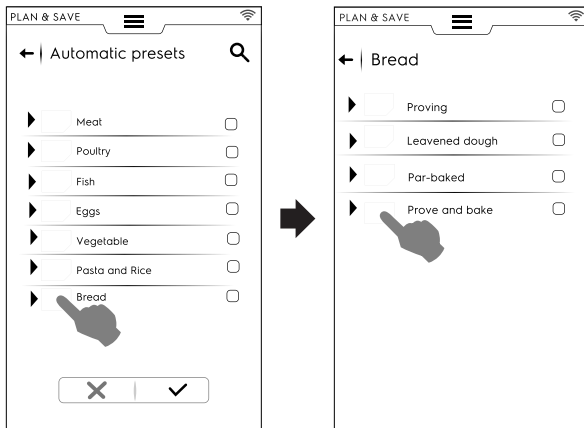 PLAN & SAVE
Automatic presets
Meat
Poultry
Fish
Eggs
Vegetable
Pasta and Rice
Bread
PLAN & SAVE
Bread
Proving
Leavened dough
Par-baked
Prove and bake